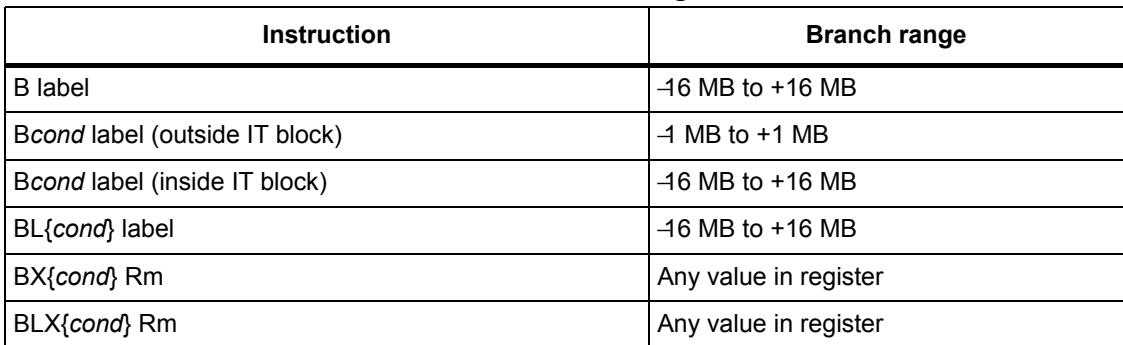 Instruction Branch range
B label –16 MB to +16 MB
Bcond label (outside IT block) –1 MB to +1 MB
Bcond label (inside IT block) –16 MB to +16 MB
BL{cond} label –16 MB to +16 MB
BX{cond} Rm Any value in register
BLX{cond} Rm Any value in register